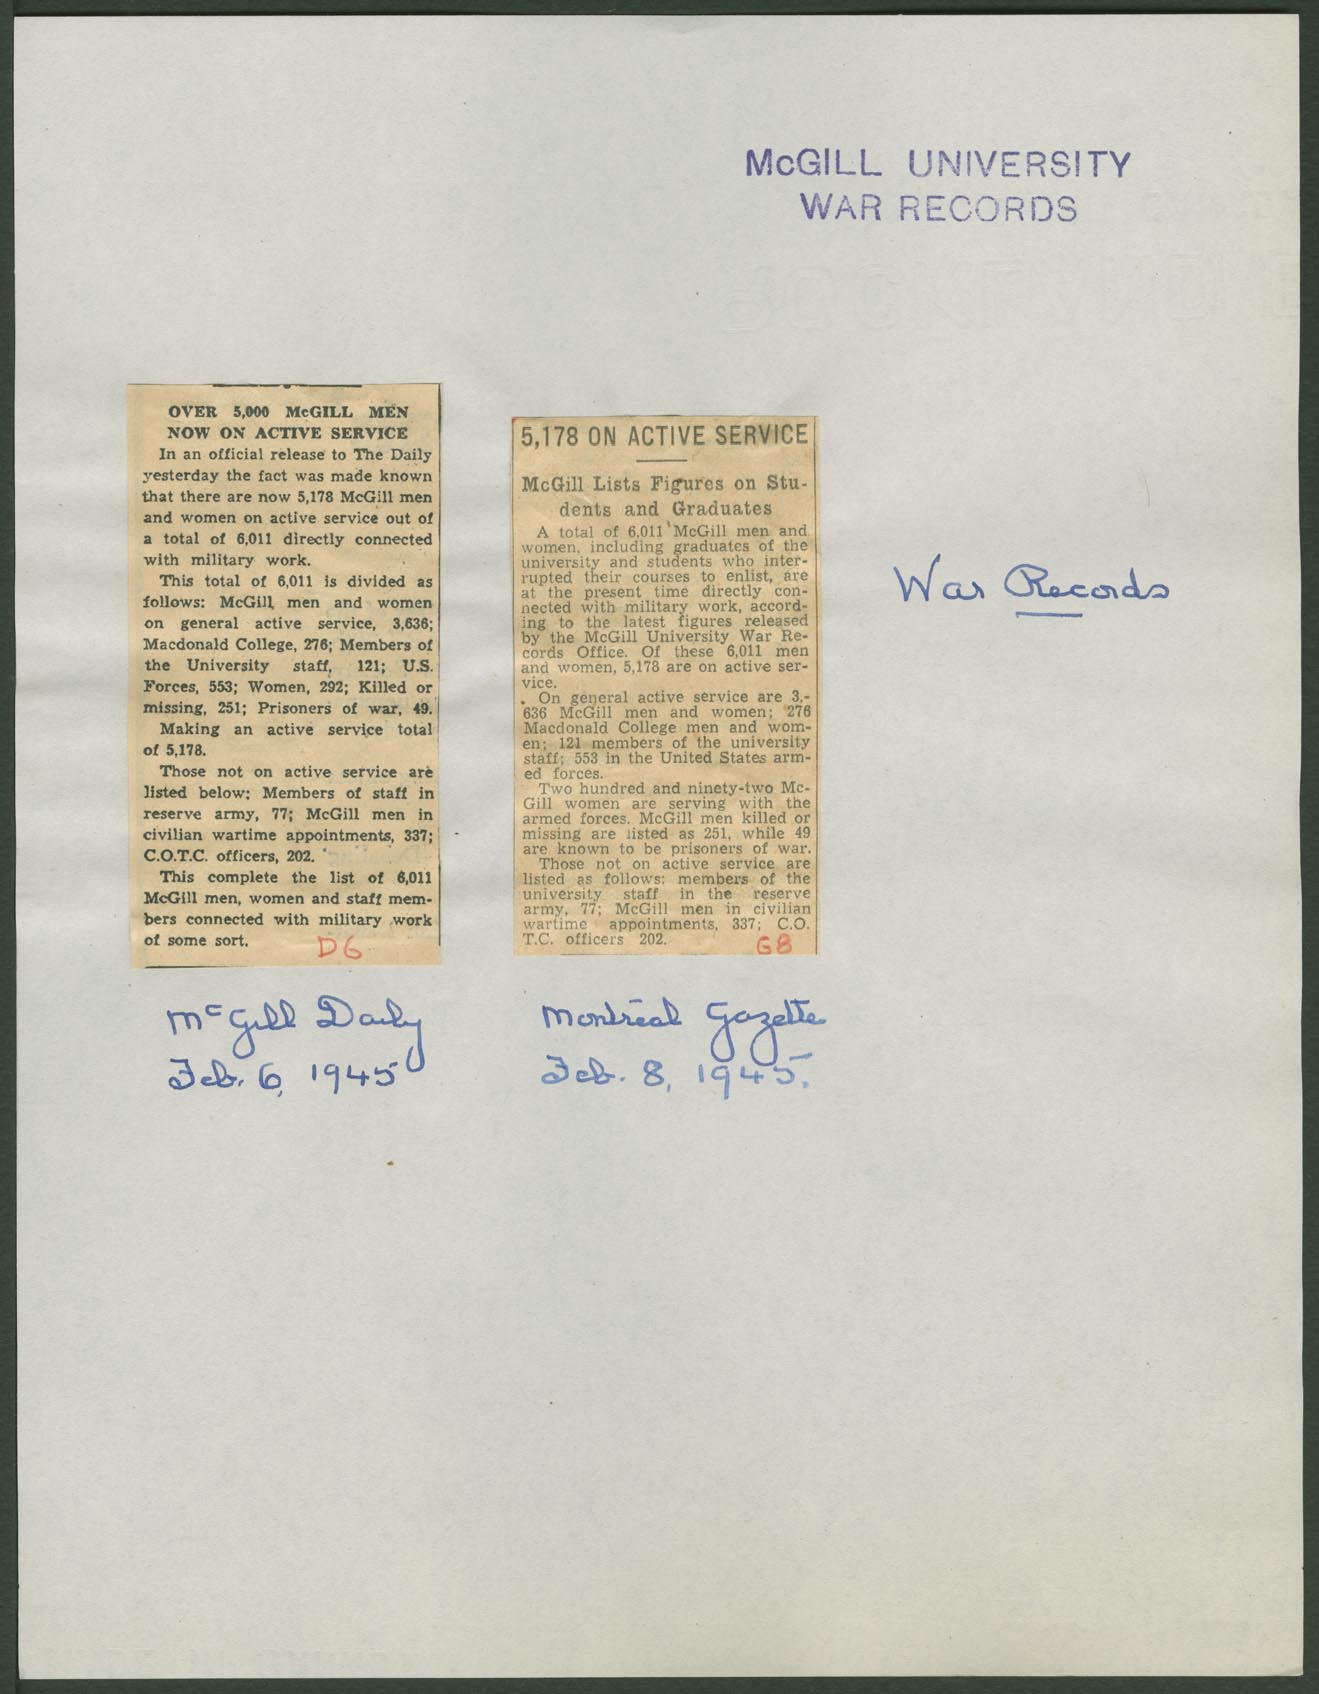 McGILL UNIVERSITY
WAR RECORDS
OVER 5,000 McGILL MEN
NOW ON ACTIVE SERVICE
In an official release to The Daily
yesterday the fact was made known
that there are now 5,178 McGill men
and women on active service out of
a total of 6,011 directly connected
with military work.
This total of 6,011 is divided as
follows: McGill men and women
on general active service, 3,636;
Macdonald College, 276; Members of
the University staff, 121; U.S.
Forces, 553; Women, 292; Killed or
missing, 251; Prisoners of war, 49.
Making an active service total
of 5,178.
Those not on active service are
listed below: Members of staff in
reserve army, 77; McGill men in
civilian wartime appointments, 337;
C.O.T.C. officers, 202.
This complete the list of 6,011
McGill men, women and staff mem-
bers connected with military work
of some sort.
D6
McGill Daily
Feb. 6, 1945
5,178 ON ACTIVE SERVICE
McGill Lists Figures on Stu-
dents and Graduates
A total of 6,011 McGill men and
women, including graduates of the
university and students who inter-
rupted their courses to enlist, are
at the present time directly con-
nected with military work, accord-
ing to the latest figures released
by the McGill University War Re-
cords Office. Of these 6,011 men
and women, 5,178 are on active ser-
vice.
On general active service are 3,-
636 McGill men and women; 276
Macdonald College men and wom-
en; 121 members of the university
staff; 553 in the United States arm-
ed forces.
Two hundred and ninety-two Mc-
Gill women are serving with the
armed forces. McGill men killed or
missing are listed as 251, while 49
are known to be prisoners of war.
Those not on active service are
listed as follows: members of the
university staff in the reserve
army, 77; McGill men in civilian
wartime appointments, 337; C.O.
T.C. officers 202.
G8
Montreal Gazette
Feb. 8, 1945.
War Records